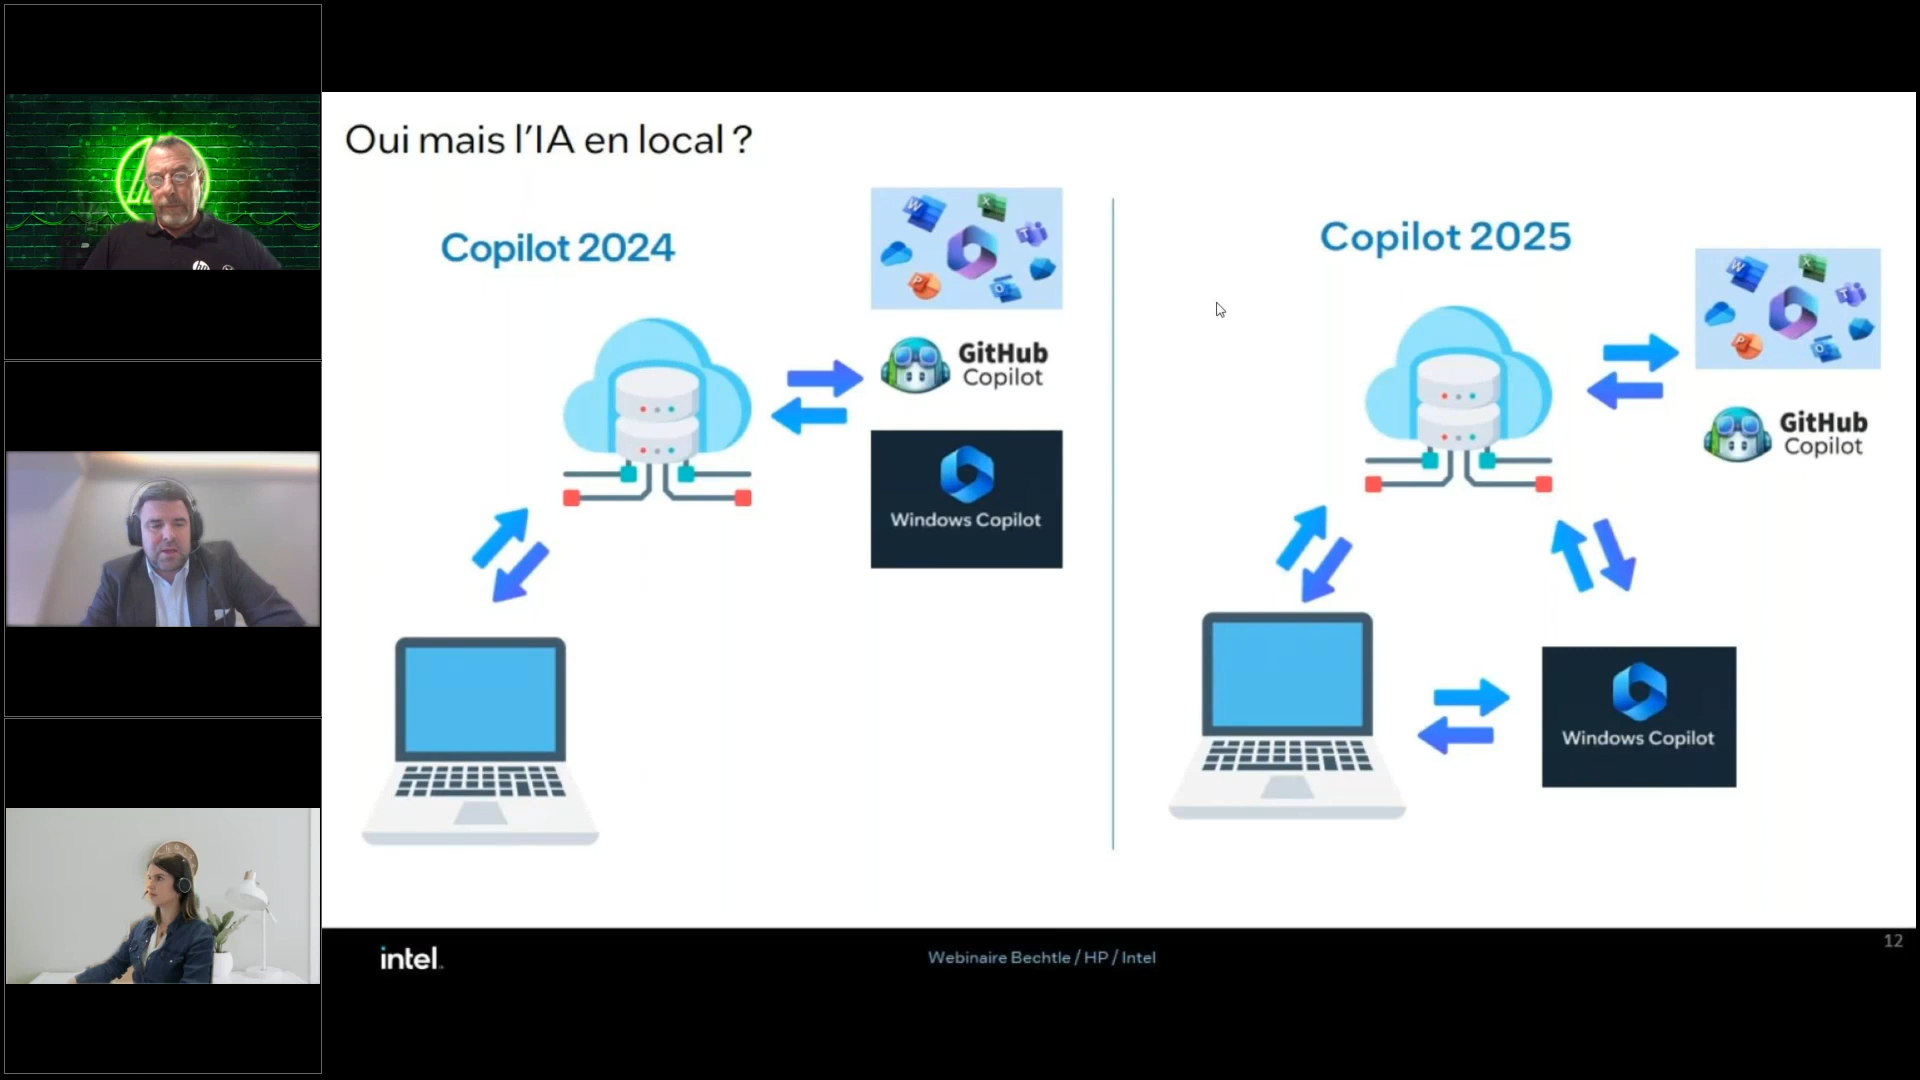 Oui mais l'IA en local ?
Copilot 2024
GitHub
Copilot
Windows Copilot
Copilot 2025
GitHub
Copilot
Windows Copilot
intel.
Webinaire Bechtle / HP / Intel
12